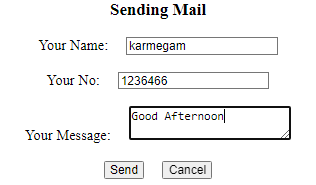 Sending Mail
Your Name: karmegam
Your No: 1236466
Your Message: Good Afternoon
Send Cancel